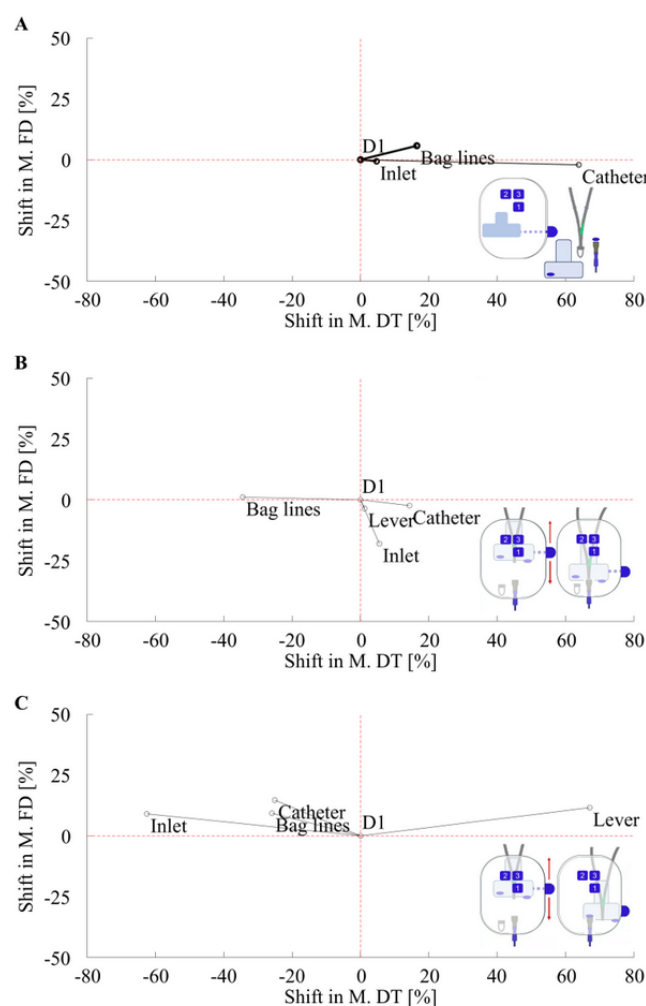 A
Shift in M. FD [%]
50
25
0
-25
-50
D1
Bag lines
Inlet
Catheter
2 3
1
-80 -60 -40 -20 0 20 40 60 80
Shift in M. DT [%]
B
Shift in M. FD [%]
50
25
0
-25
-50
D1
Bag lines
Lever
Catheter
Inlet
2 3
1
2 3
1
-80 -60 -40 -20 0 20 40 60 80
Shift in M. DT [%]
C
Shift in M. FD [%]
50
25
0
-25
-50
D1
Catheter
Inlet
Bag lines
Lever
2 3
1
2 3
1
-80 -60 -40 -20 0 20 40 60 80
Shift in M. DT [%]